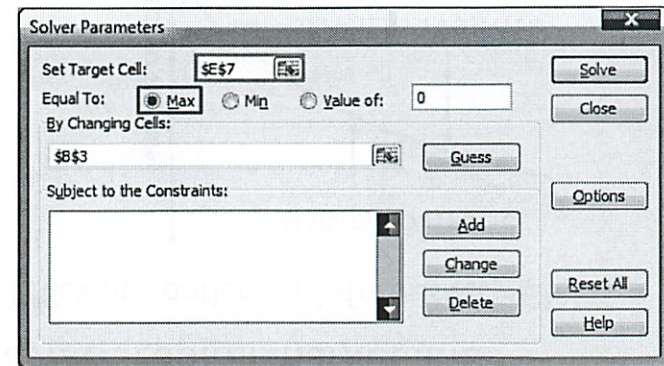 Solver Parameters
Set Target Cell: $E$7 Solve
Equal To: Max Min Value of: 0 Close
By Changing Cells:
$B$3 Guess
Subject to the Constraints: Options
Add
Change
Delete Reset All
Help